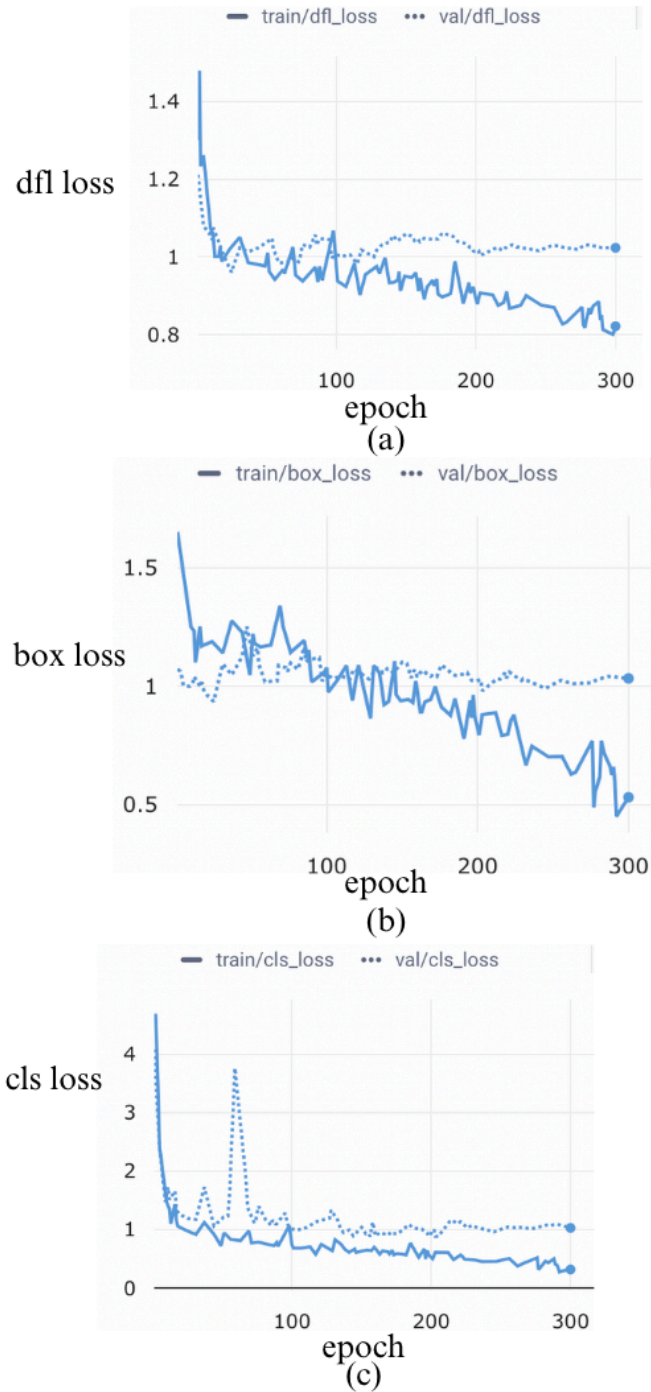 train/dfl_loss val/dfl_loss
1.4
dfl loss
1.2
1
0.8
100 200 300
epoch
(a)
train/box_loss val/box_loss
1.5
box loss
1
0.5
100 200 300
epoch
(b)
train/cls_loss val/cls_loss
4
cls loss
3
2
1
0
100 200 300
epoch
(c)